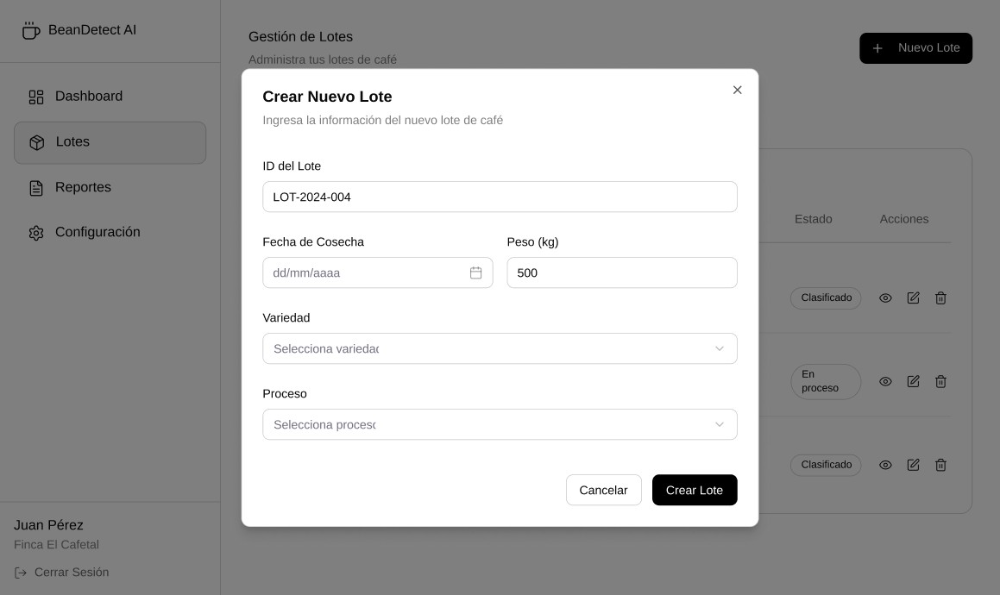 BeanDetect AI
Dashboard
Lotes
Reportes
Configuración
Juan Pérez
Finca El Cafetal
Cerrar Sesión
Gestión de Lotes
Administra tus lotes de café
Nuevo Lote
Estado
Acciones
Clasificado
En
proceso
Clasificado
Crear Nuevo Lote
Ingresa la información del nuevo lote de café
ID del Lote
LOT-2024-004
Fecha de Cosecha
Peso (kg)
dd/mm/aaaa
500
Variedad
Selecciona variedad
Proceso
Selecciona proceso
Cancelar
Crear Lote